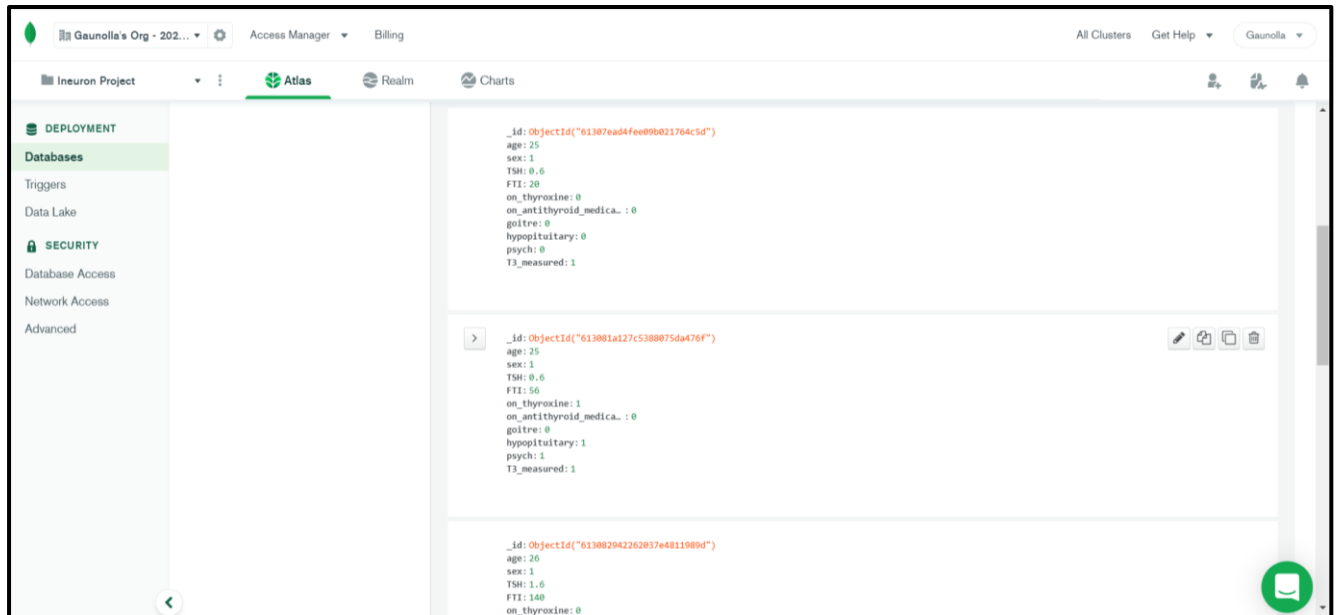 Gaunolla's Org - 202... Access Manager Billing All Clusters Get Help Gaunolla
Ineuron Project Atlas Realm Charts
DEPLOYMENT
Databases
Triggers
Data Lake
SECURITY
Database Access
Network Access
Advanced
_id: ObjectId("61307ead4fee09b021764c5d")
age: 25
sex: 1
TSH: 0.6
FTI: 20
on_thyroxine: 0
on_antithyroid_medica… : 0
goitre: 0
hypopituitary: 0
psych: 0
T3_measured: 1
_id: ObjectId("613081a127c5388075da476f")
age: 25
sex: 1
TSH: 0.6
FTI: 56
on_thyroxine: 1
on_antithyroid_medica… : 0
goitre: 0
hypopituitary: 1
psych: 1
T3_measured: 1
_id: ObjectId("613082942262037e4811989d")
age: 26
sex: 1
TSH: 1.6
FTI: 140
on_thyroxine: 0